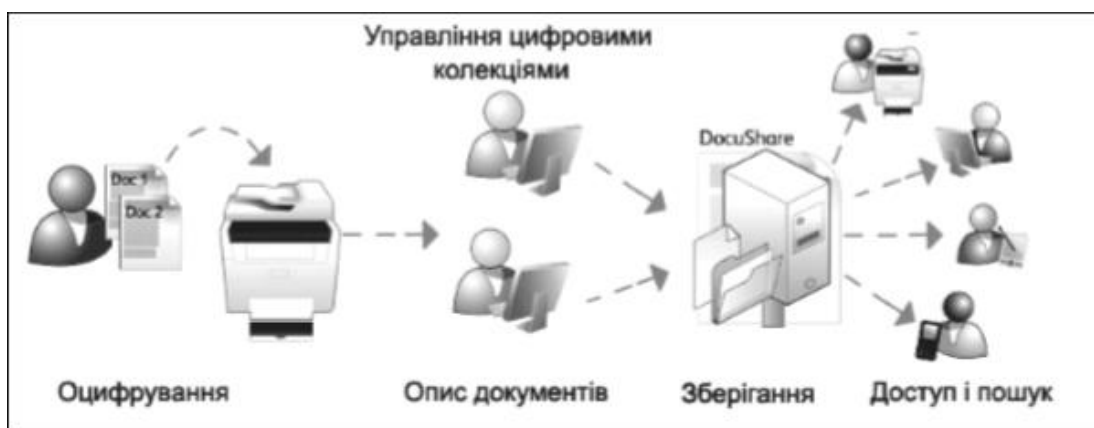 Управління цифровими
колекціями
DocuShare
Doc 1
Doc 2
Оцифрування
Опис документів
Зберігання
Доступ і пошук